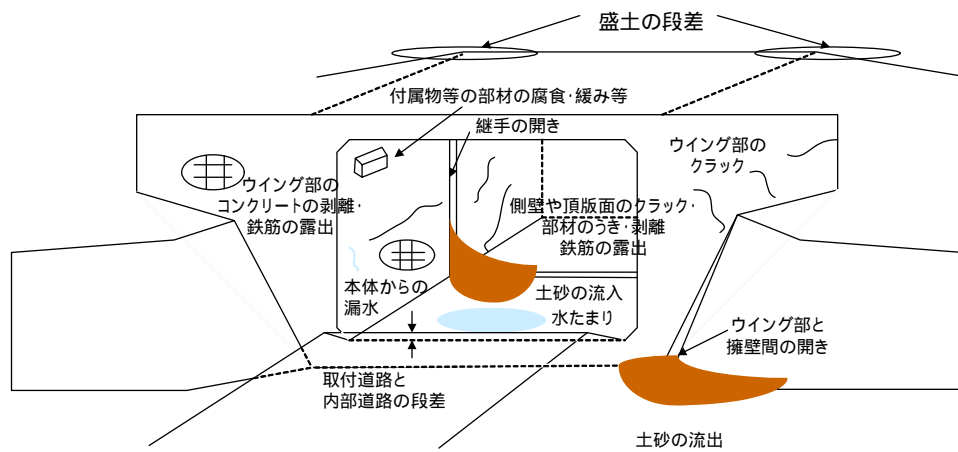 盛土の段差
付属物等の部材の腐食･緩み等
継手の開き
ウイング部の
クラック
ウイング部の
コンクリートの剥離･
鉄筋の露出
側壁や頂版面のクラック･
部材のうき･剥離
鉄筋の露出
本体からの
漏水
土砂の流入
水たまり
ウイング部と
擁壁間の開き
取付道路と
内部道路の段差
土砂の流出